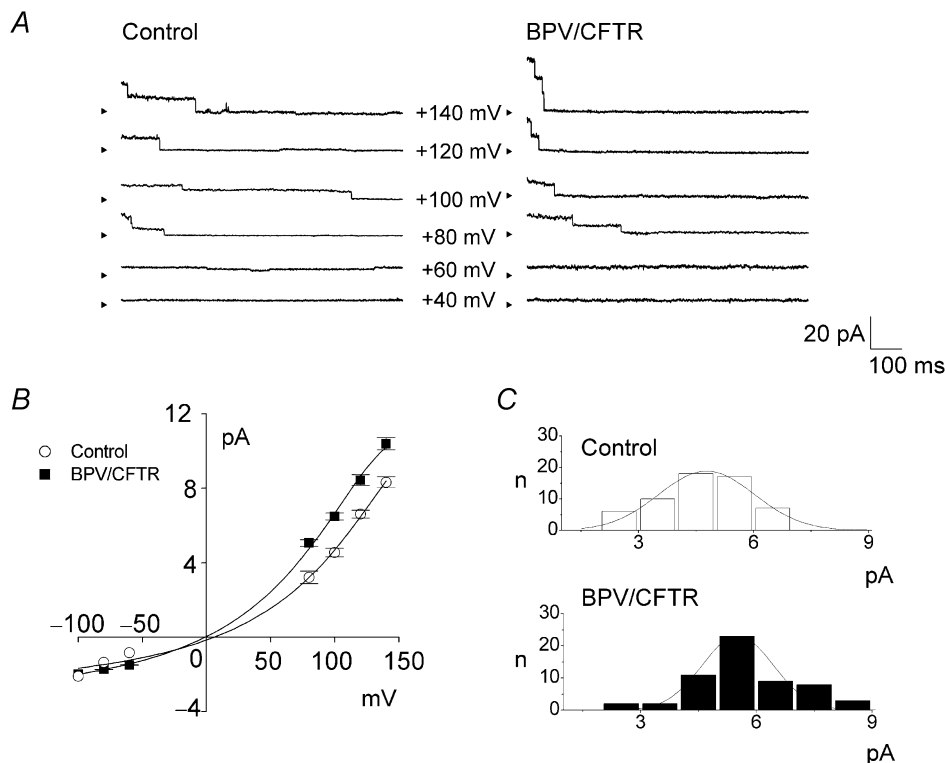 A
Control
BPV/CFTR
+140 mV
+120 mV
+100 mV
+80 mV
+60 mV
+40 mV
20 pA
100 ms
B
Control
BPV/CFTR
12
pA
8
4
−100
−50
0
50
100
150
mV
−4
C
Control
30
20
10
0
n
3
6
9
pA
BPV/CFTR
30
20
10
0
n
3
6
9
pA